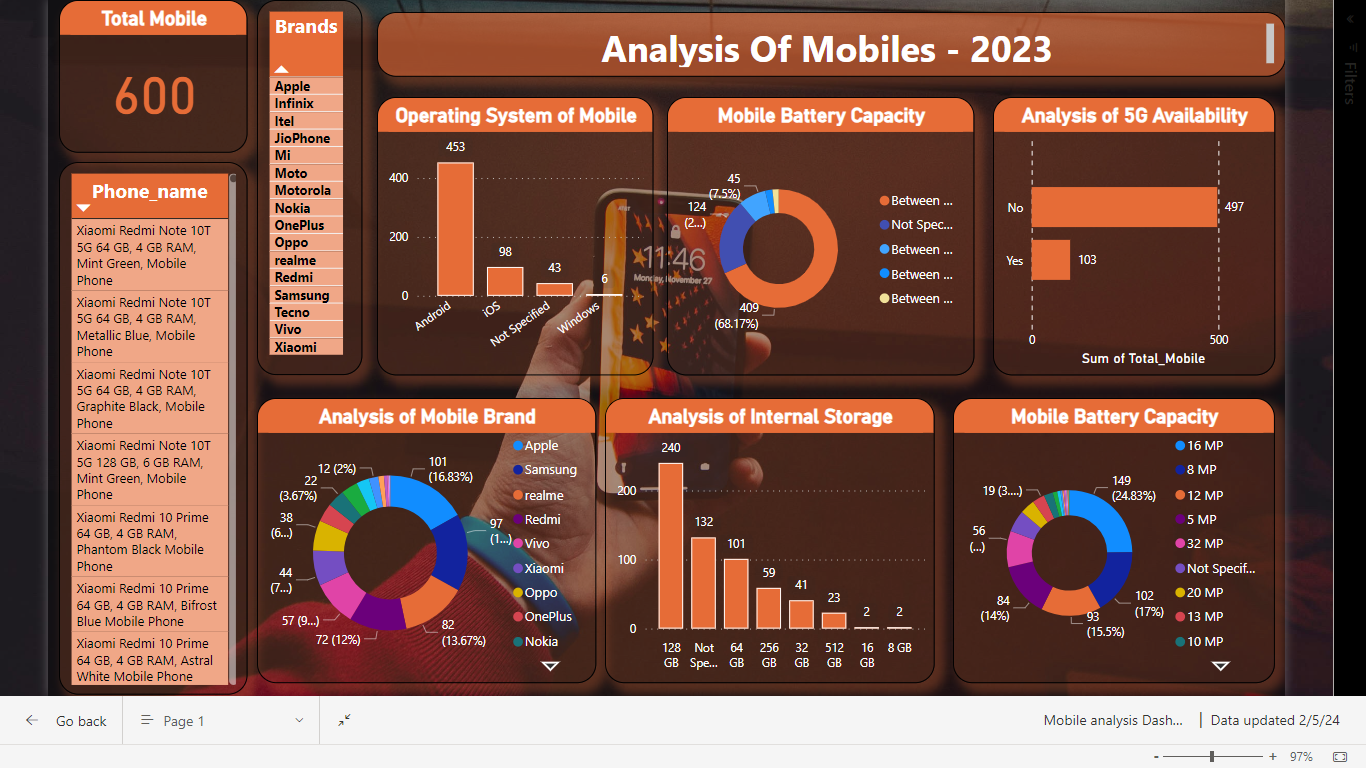 Total Mobile
600
Brands
Apple
Infinix
Itel
JioPhone
Mi
Moto
Motorola
Nokia
OnePlus
Oppo
realme
Redmi
Samsung
Tecno
Vivo
Xiaomi
Analysis Of Mobiles - 2023
Filters
Phone_name
Xiaomi Redmi Note 10T
5G 64 GB, 4 GB RAM,
Mint Green, Mobile
Phone
Xiaomi Redmi Note 10T
5G 64 GB, 4 GB RAM,
Metallic Blue, Mobile
Phone
Xiaomi Redmi Note 10T
5G 64 GB, 4 GB RAM,
Graphite Black, Mobile
Phone
Xiaomi Redmi Note 10T
5G 128 GB, 6 GB RAM,
Mint Green, Mobile
Phone
Xiaomi Redmi 10 Prime
64 GB, 4 GB RAM,
Phantom Black Mobile
Phone
Xiaomi Redmi 10 Prime
64 GB, 4 GB RAM, Bifrost
Blue Mobile Phone
Xiaomi Redmi 10 Prime
64 GB, 4 GB RAM, Astral
White Mobile Phone
Operating System of Mobile
400
200
0
453
98
43
6
Android
iOS
Not Specified
Windows
Mobile Battery Capacity
45
(7.5%)
124
(2...)
409
(68.17%)
Between ...
Not Spec...
Between ...
Between ...
Between ...
11:46
Monday, November 27
Analysis of 5G Availability
No
497
Yes
103
0
500
Sum of Total_Mobile
Analysis of Mobile Brand
12 (2%)
22
(3.67%)
38
(6...)
44
(7...)
57 (9...)
72 (12%)
82
(13.67%)
97
(1...)
101
(16.83%)
Apple
Samsung
realme
Redmi
Vivo
Xiaomi
Oppo
OnePlus
Nokia
Analysis of Internal Storage
200
100
0
240
132
101
59
41
23
2
2
128
GB
Not
Spe...
64
GB
256
GB
32
GB
512
GB
16
GB
8 GB
Mobile Battery Capacity
19 (3....)
56
(...)
84
(14%)
93
(15.5%)
102
(17%)
149
(24.83%)
16 MP
8 MP
12 MP
5 MP
32 MP
Not Specif...
20 MP
13 MP
10 MP
Go back
Page 1
Mobile analysis Dash...
| Data updated 2/5/24
- + 97%